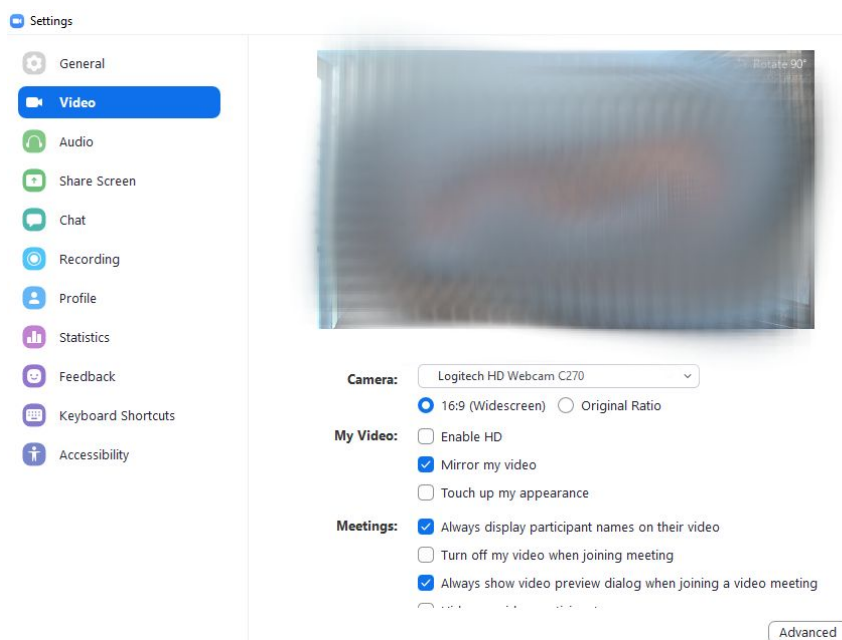 Settings
General
Video
Audio
Share Screen
Chat
Recording
Profile
Statistics
Feedback
Keyboard Shortcuts
Accessibility
Rotate 90°
Camera: Logitech HD Webcam C270
16:9 (Widescreen) Original Ratio
My Video: Enable HD
Mirror my video
Touch up my appearance
Meetings: Always display participant names on their video
Turn off my video when joining meeting
Always show video preview dialog when joining a video meeting
Advanced